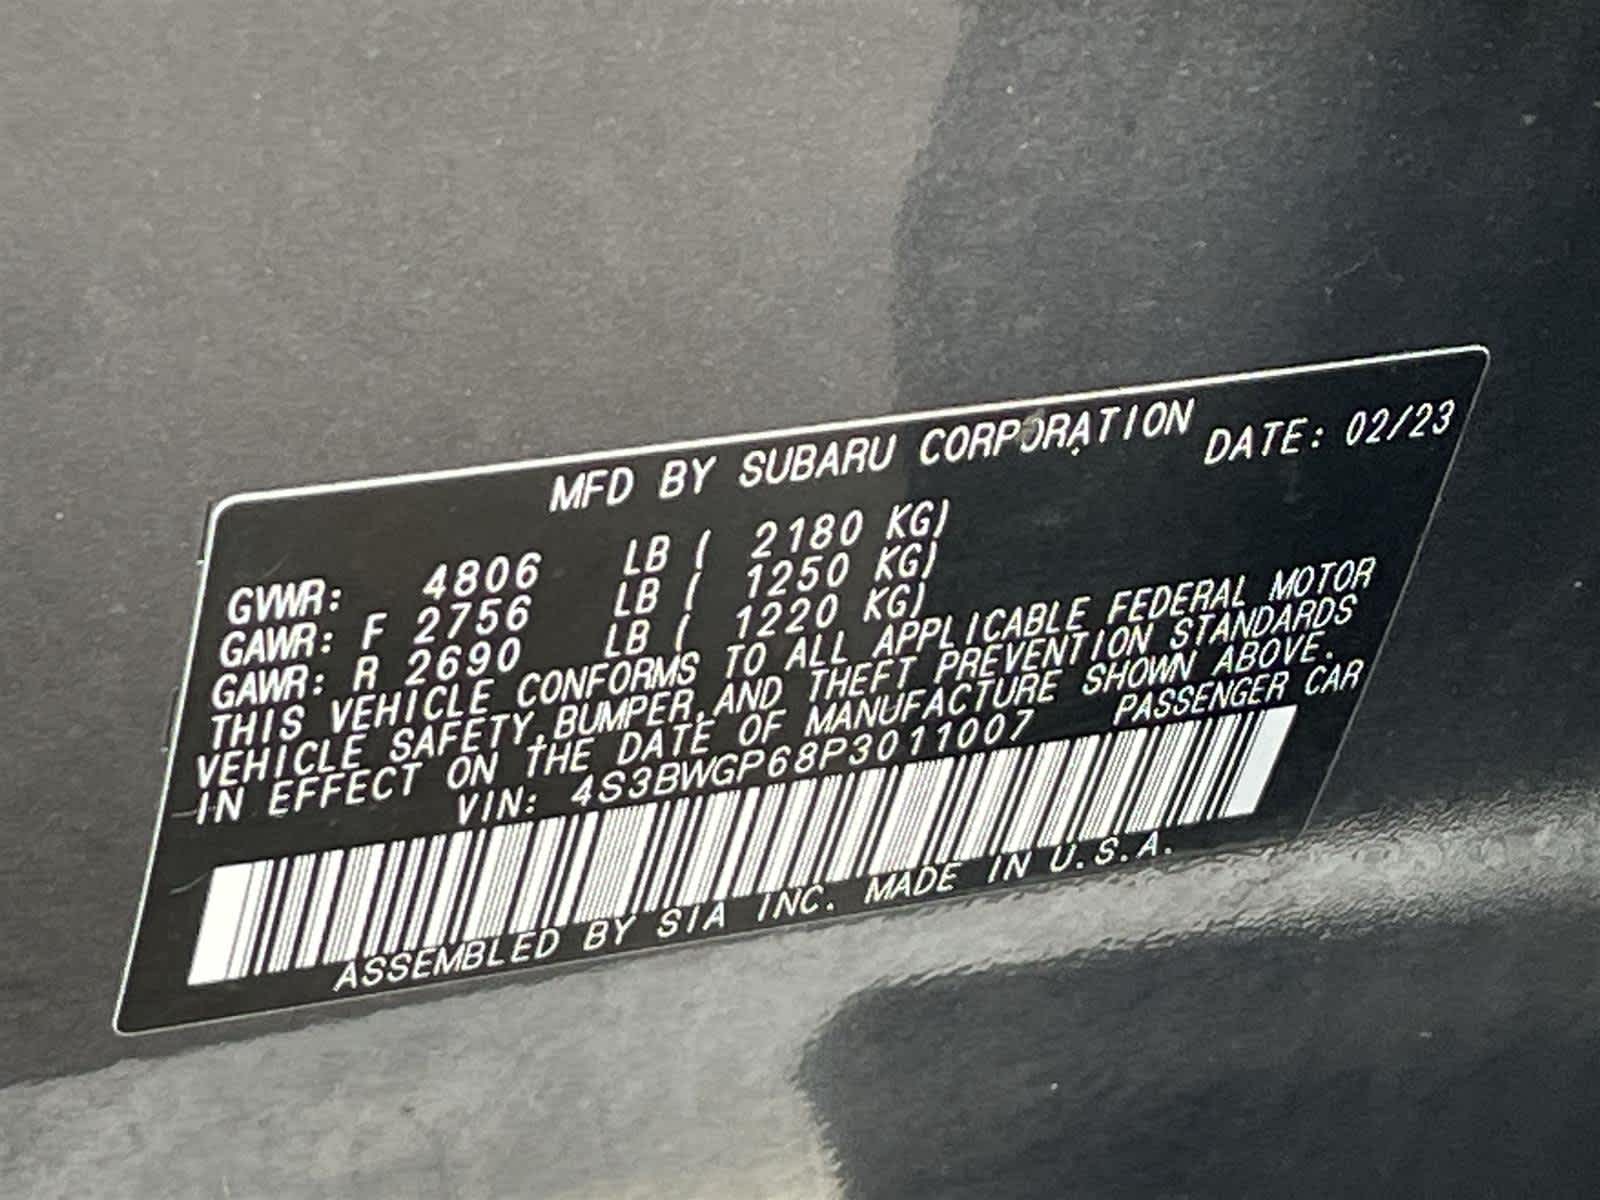 MFD BY SUBARU CORPORATION DATE: 02/23
GVWR: 4806 LB ( 2180 KG)
GAWR: F 2756 LB ( 1250 KG)
GAWR: R 2690 LB ( 1220 KG)
THIS VEHICLE CONFORMS TO ALL APPLICABLE FEDERAL MOTOR
VEHICLE SAFETY,BUMPER,AND THEFT PREVENTION STANDARDS
IN EFFECT ON THE DATE OF MANUFACTURE SHOWN ABOVE.
VIN: 4S3BWGP68P3011007 PASSENGER CAR
ASSEMBLED BY SIA INC. MADE IN U.S.A.